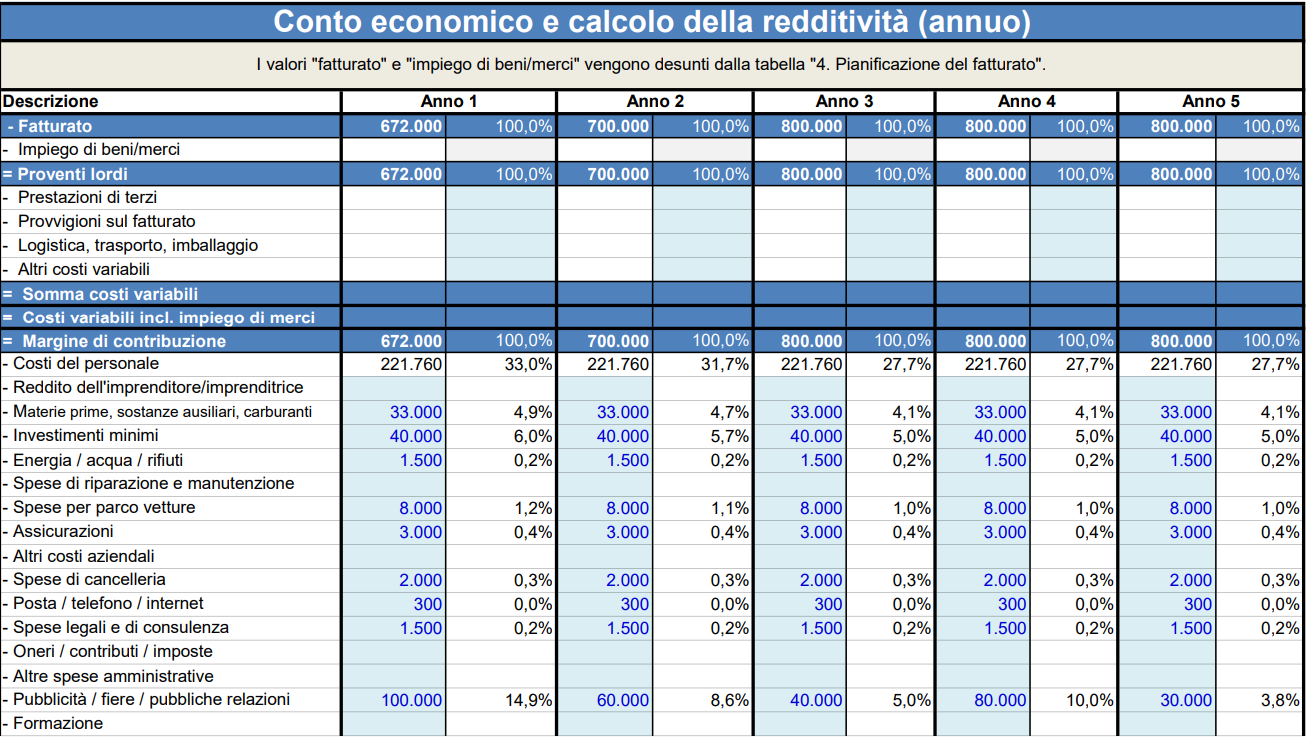 Conto economico e calcolo della redditività (annuo)
I valori "fatturato" e "impiego di beni/merci" vengono desunti dalla tabella "4. Pianificazione del fatturato".
Descrizione Anno 1 Anno 2 Anno 3 Anno 4 Anno 5
- Fatturato 672.000 100,0% 700.000 100,0% 800.000 100,0% 800.000 100,0% 800.000 100,0%
- Impiego di beni/merci
= Proventi lordi 672.000 100,0% 700.000 100,0% 800.000 100,0% 800.000 100,0% 800.000 100,0%
- Prestazioni di terzi
- Provvigioni sul fatturato
- Logistica, trasporto, imballaggio
- Altri costi variabili
= Somma costi variabili
= Costi variabili incl. impiego di merci
= Margine di contribuzione 672.000 100,0% 700.000 100,0% 800.000 100,0% 800.000 100,0% 800.000 100,0%
- Costi del personale 221.760 33,0% 221.760 31,7% 221.760 27,7% 221.760 27,7% 221.760 27,7%
- Reddito dell'imprenditore/imprenditrice
- Materie prime, sostanze ausiliari, carburanti 33.000 4,9% 33.000 4,7% 33.000 4,1% 33.000 4,1% 33.000 4,1%
- Investimenti minimi 40.000 6,0% 40.000 5,7% 40.000 5,0% 40.000 5,0% 40.000 5,0%
- Energia / acqua / rifiuti 1.500 0,2% 1.500 0,2% 1.500 0,2% 1.500 0,2% 1.500 0,2%
- Spese di riparazione e manutenzione
- Spese per parco vetture 8.000 1,2% 8.000 1,1% 8.000 1,0% 8.000 1,0% 8.000 1,0%
- Assicurazioni 3.000 0,4% 3.000 0,4% 3.000 0,4% 3.000 0,4% 3.000 0,4%
- Altri costi aziendali
- Spese di cancelleria 2.000 0,3% 2.000 0,3% 2.000 0,3% 2.000 0,3% 2.000 0,3%
- Posta / telefono / internet 300 0,0% 300 0,0% 300 0,0% 300 0,0% 300 0,0%
- Spese legali e di consulenza 1.500 0,2% 1.500 0,2% 1.500 0,2% 1.500 0,2% 1.500 0,2%
- Oneri / contributi / imposte
- Altre spese amministrative
- Pubblicità / fiere / pubbliche relazioni 100.000 14,9% 60.000 8,6% 40.000 5,0% 80.000 10,0% 30.000 3,8%
- Formazione